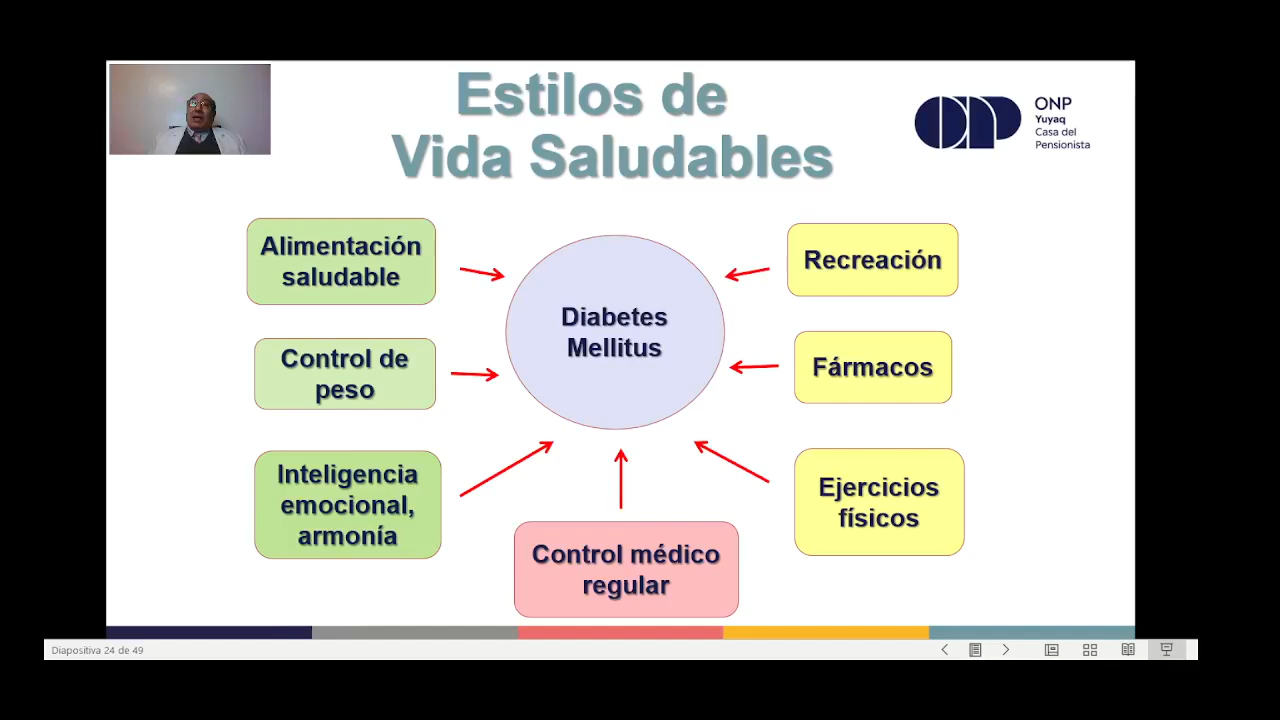 Estilos de
Vida Saludables
ONP
Yuyaq
Casa del
Pensionista
Alimentación
saludable
Control de
peso
Inteligencia
emocional,
armonía
Diabetes
Mellitus
Control médico
regular
Recreación
Fármacos
Ejercicios
físicos
Diapositiva 24 de 49